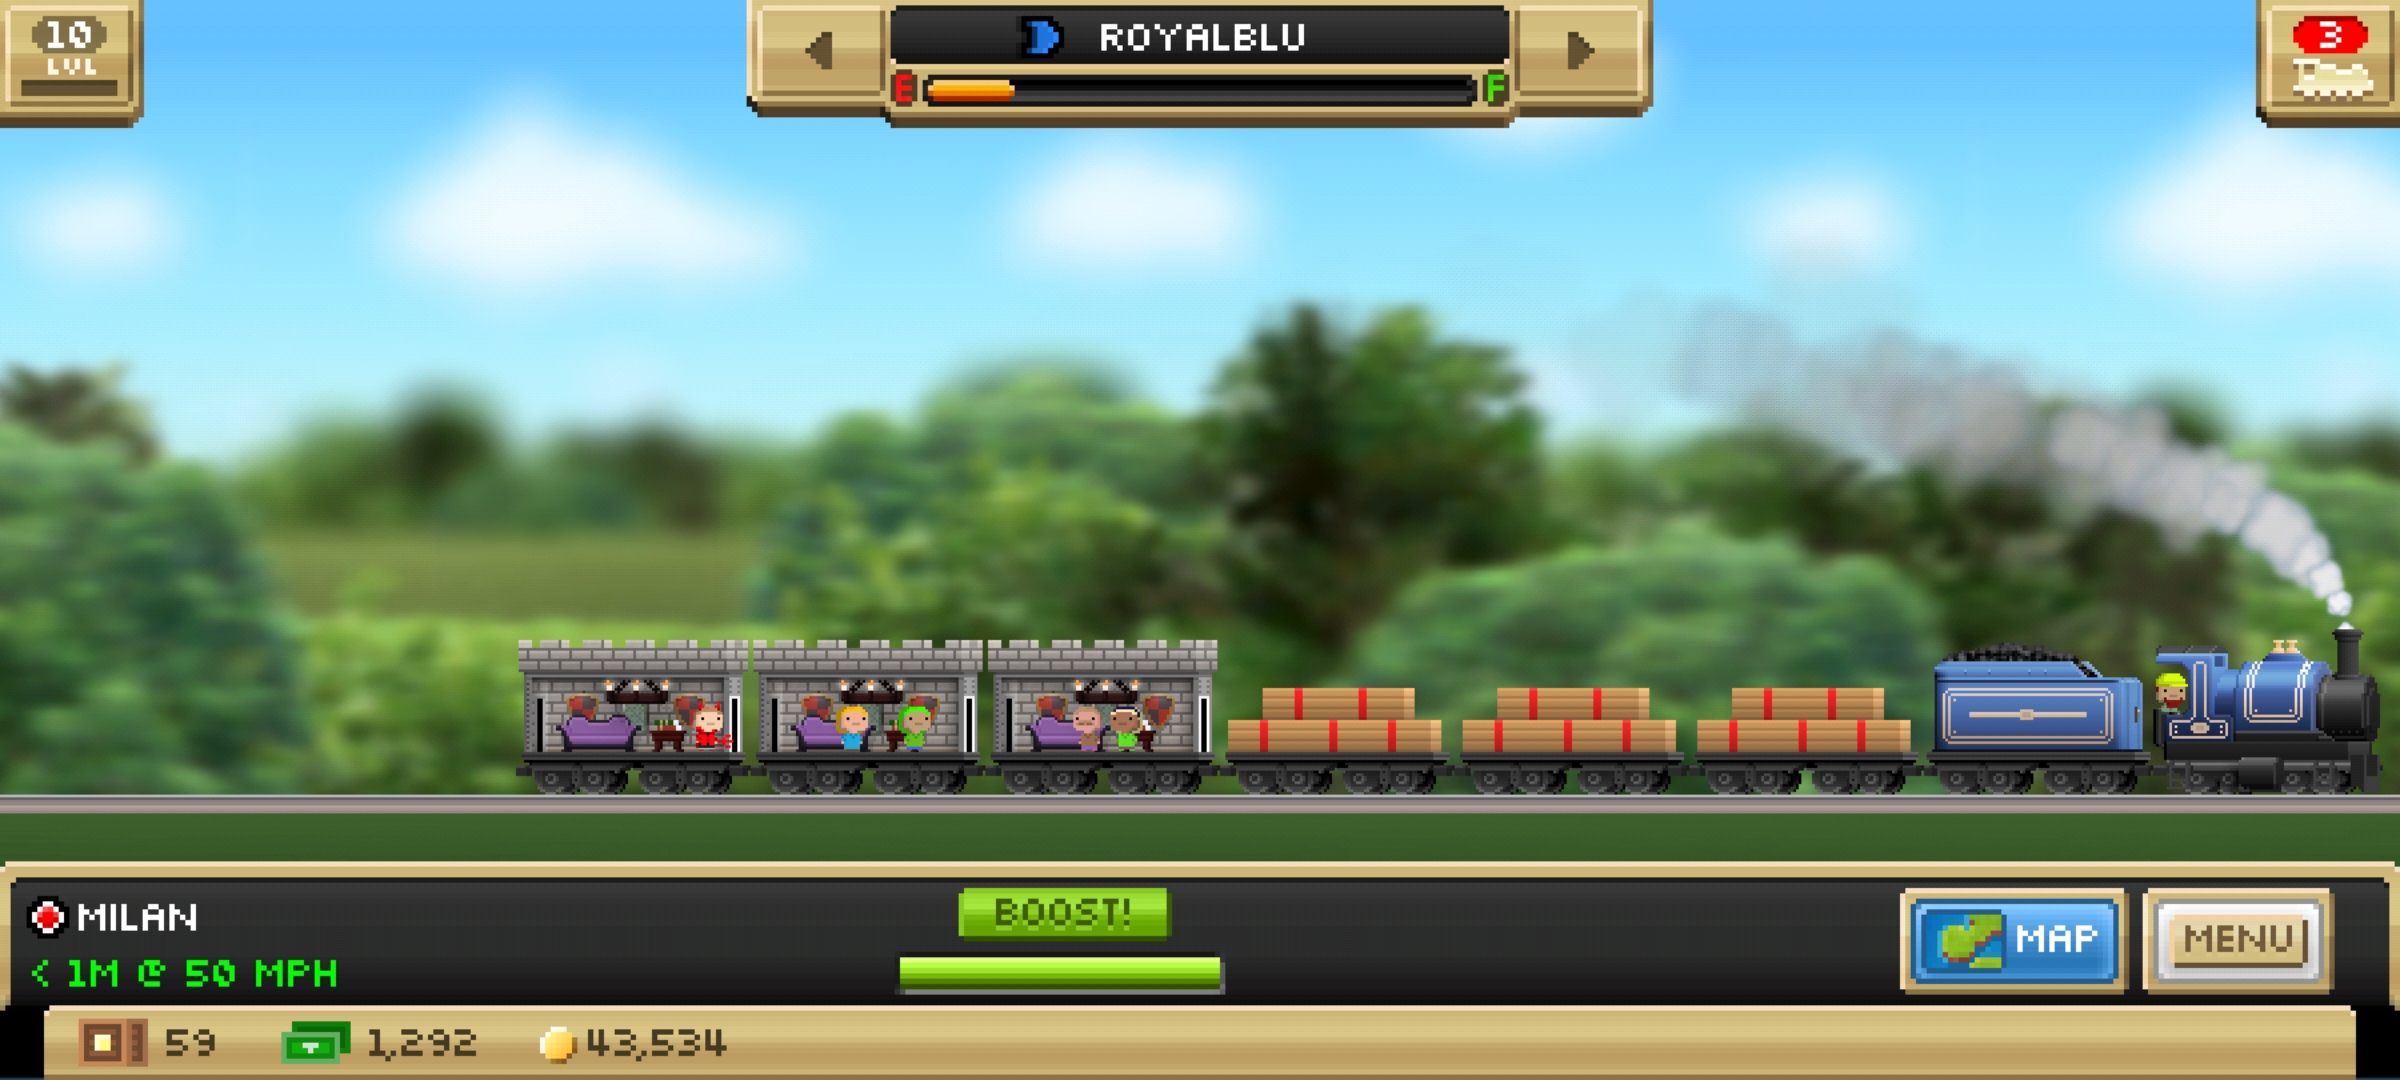 10
LVL
ROYALBLU
E F
3
MILAN
< 1M @ 50 MPH
BOOST!
MAP
MENU
59 1,292 43,534